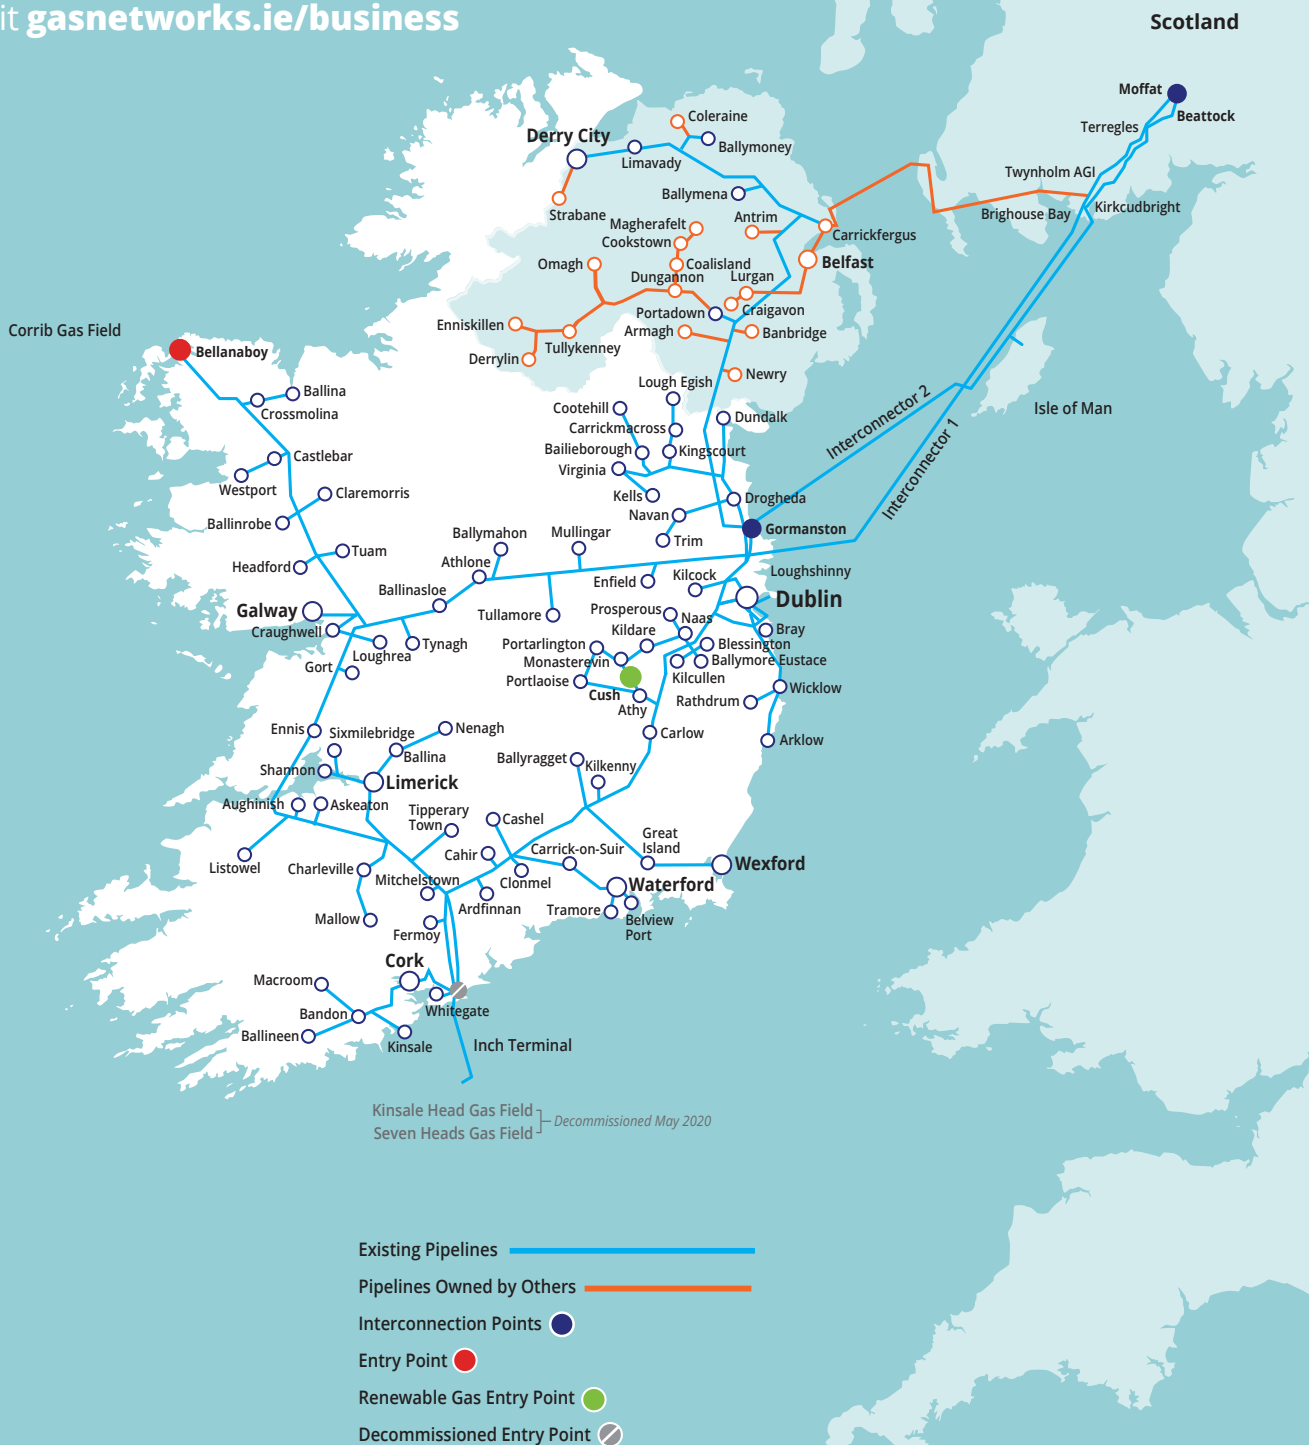 it gasnetworks.ie/business
Scotland
Moffat
Beattock
Terregles
Coleraine
Derry City
Ballymoney
Limavady
Twynholm AGI
Ballymena
Kirkcudbright
Brighouse Bay
Strabane
Antrim
Magherafelt
Cookstown
Carrickfergus
Omagh
Coalisland
Belfast
Dungannon
Lurgan
Portadown
Craigavon
Enniskillen
Armagh
Banbridge
Corrib Gas Field
Tullykenney
Bellanaboy
Derrylin
Newry
Lough Egish
Ballina
Interconnector 2
Isle of Man
Cootehill
Crossmolina
Dundalk
Carrickmacross
Interconnector 1
Bailieborough
Kingscourt
Castlebar
Virginia
Westport
Claremorris
Kells
Drogheda
Navan
Ballinrobe
Gormanston
Ballymahon
Mullingar
Trim
Tuam
Athlone
Headford
Loughshinny
Kilcock
Enfield
Ballinasloe
Dublin
Galway
Tullamore
Prosperous
Naas
Craughwell
Kildare
Bray
Tynagh
Portarlington
Blessington
Loughrea
Monasterevin
Ballymore Eustace
Gort
Portlaoise
Kilcullen
Cush
Wicklow
Rathdrum
Athy
Ennis
Sixmilebridge
Nenagh
Carlow
Arklow
Ballina
Ballyragget
Kilkenny
Shannon
Limerick
Aughinish
Askeaton
Tipperary
Town
Cashel
Great
Island
Carrick-on-Suir
Cahir
Wexford
Listowel
Charleville
Mitchelstown
Clonmel
Waterford
Ardfinnan
Tramore
Mallow
Belview
Port
Fermoy
Cork
Macroom
Whitegate
Bandon
Ballineen
Kinsale
Inch Terminal
Kinsale Head Gas Field
Seven Heads Gas Field
Decommissioned May 2020
Existing Pipelines
Pipelines Owned by Others
Interconnection Points
Entry Point
Renewable Gas Entry Point
Decommissioned Entry Point